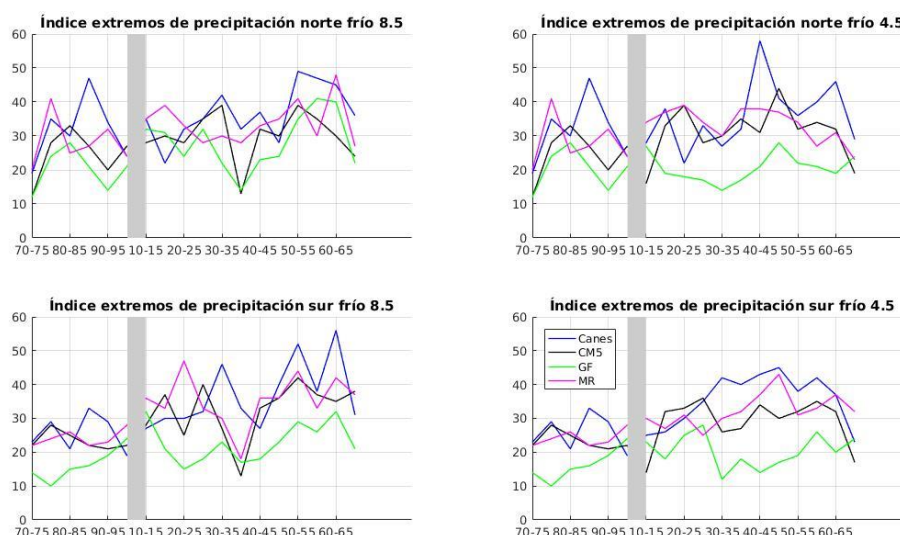 Índice extremos de precipitación norte frío 8.5
60
50
40
30
20
10
0
70-75 80-85 90-95 10-15 20-25 30-35 40-45 50-55 60-65
Índice extremos de precipitación norte frío 4.5
60
50
40
30
20
10
0
70-75 80-85 90-95 10-15 20-25 30-35 40-45 50-55 60-65
Índice extremos de precipitación sur frío 8.5
60
50
40
30
20
10
0
70-75 80-85 90-95 10-15 20-25 30-35 40-45 50-55 60-65
Índice extremos de precipitación sur frío 4.5
60
50
40
30
20
10
0
Canes
CM5
GF
MR
70-75 80-85 90-95 10-15 20-25 30-35 40-45 50-55 60-65